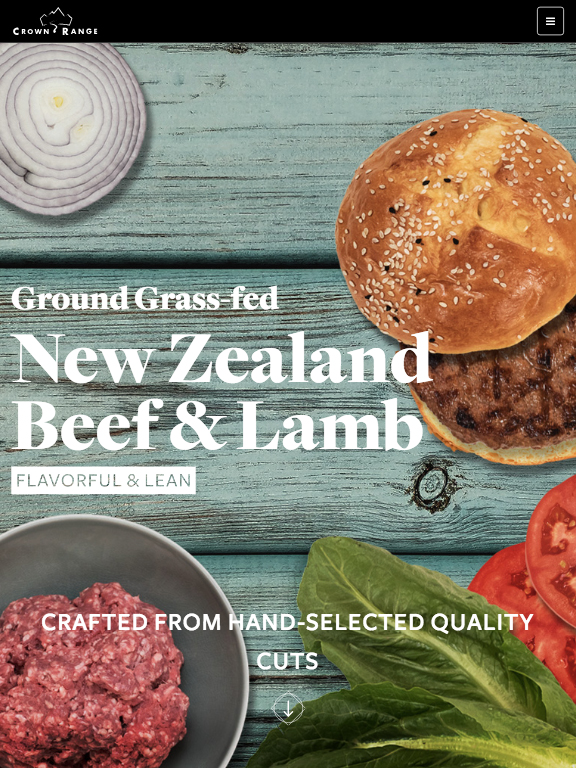 CROWN RANGE
Ground Grass-fed
New Zealand
Beef & Lamb
FLAVORFUL & LEAN
CRAFTED FROM HAND-SELECTED QUALITY
CUTS